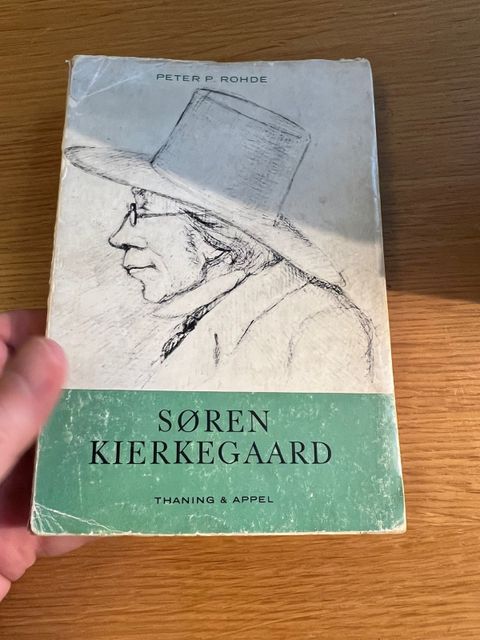 PETER P. ROHDE
SØREN
KIERKEGAARD
THANING & APPEL